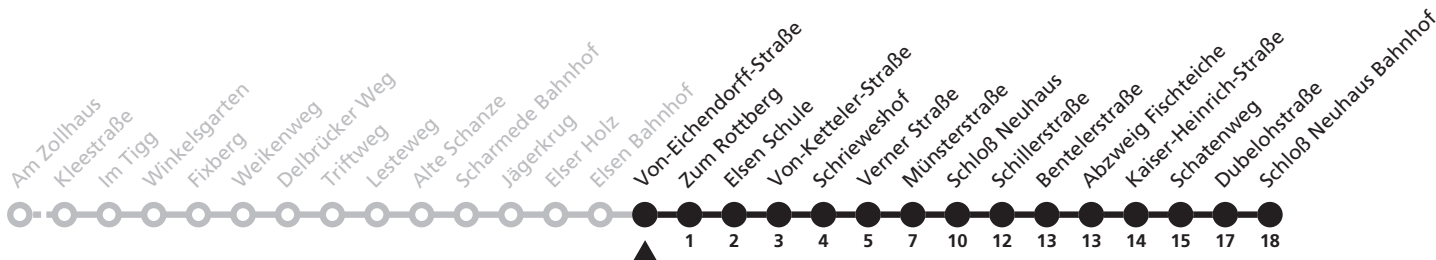 Am Zollhaus
Kleestraße
Im Tigg
Winkelsgarten
Fixberg
Weikenweg
Delbrücker Weg
Triftweg
Lesteweg
Alte Schanze
Scharmede Bahnhof
Jägerkrug
Elser Holz
Elsen Bahnhof
Von-Eichendorff-Straße
Zum Rottberg
Elsen Schule
Von-Ketteler-Straße
Schrieweshof
Verner Straße
Münsterstraße
Schloß Neuhaus
Schillerstraße
Bentelerstraße
Abzweig Fischteiche
Kaiser-Heinrich-Straße
Schatenweg
Dubelohstraße
Schloß Neuhaus Bahnhof
1 2 3 4 5 7 10 12 13 13 14 15 17 18